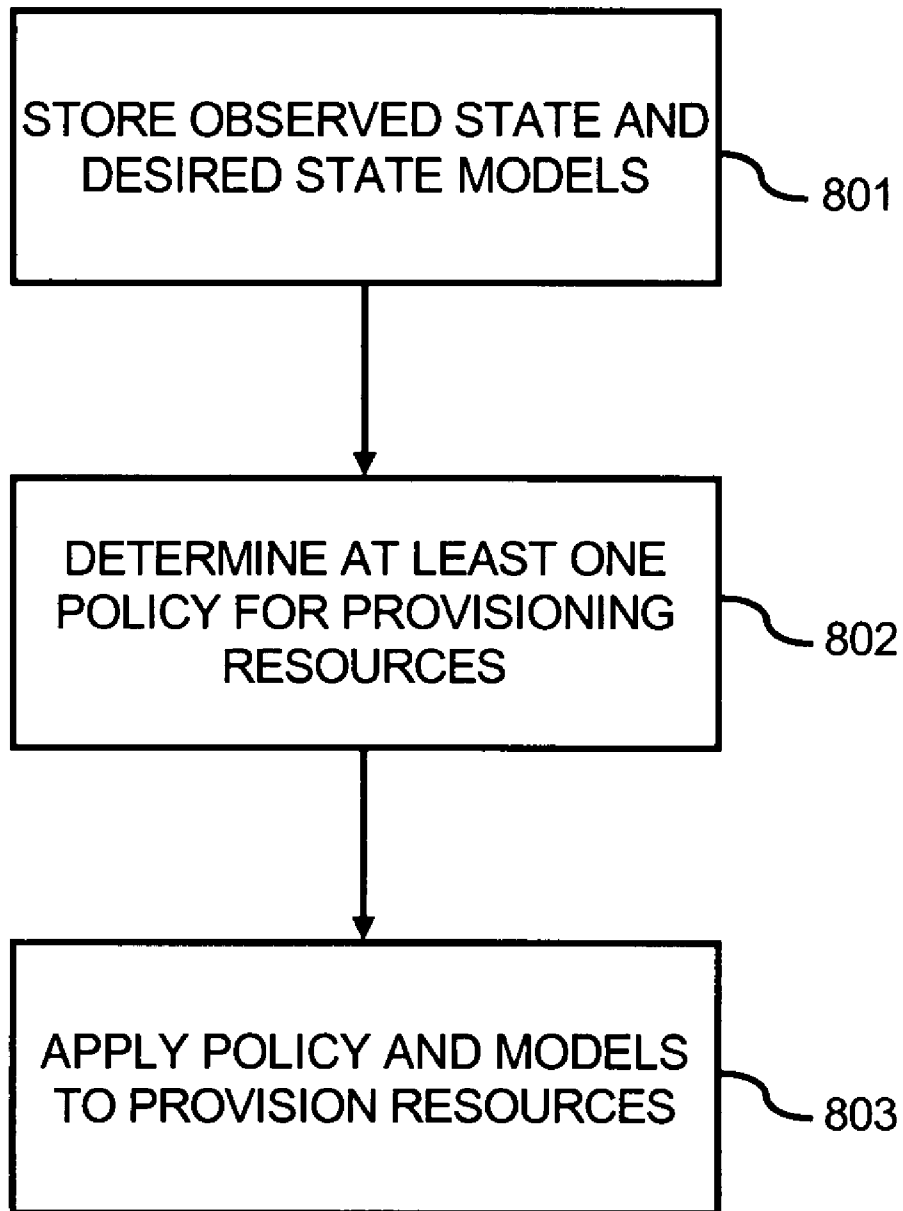 STORE OBSERVED STATE AND
DESIRED STATE MODELS
801
DETERMINE AT LEAST ONE
POLICY FOR PROVISIONING
RESOURCES
802
APPLY POLICY AND MODELS
TO PROVISION RESOURCES
803